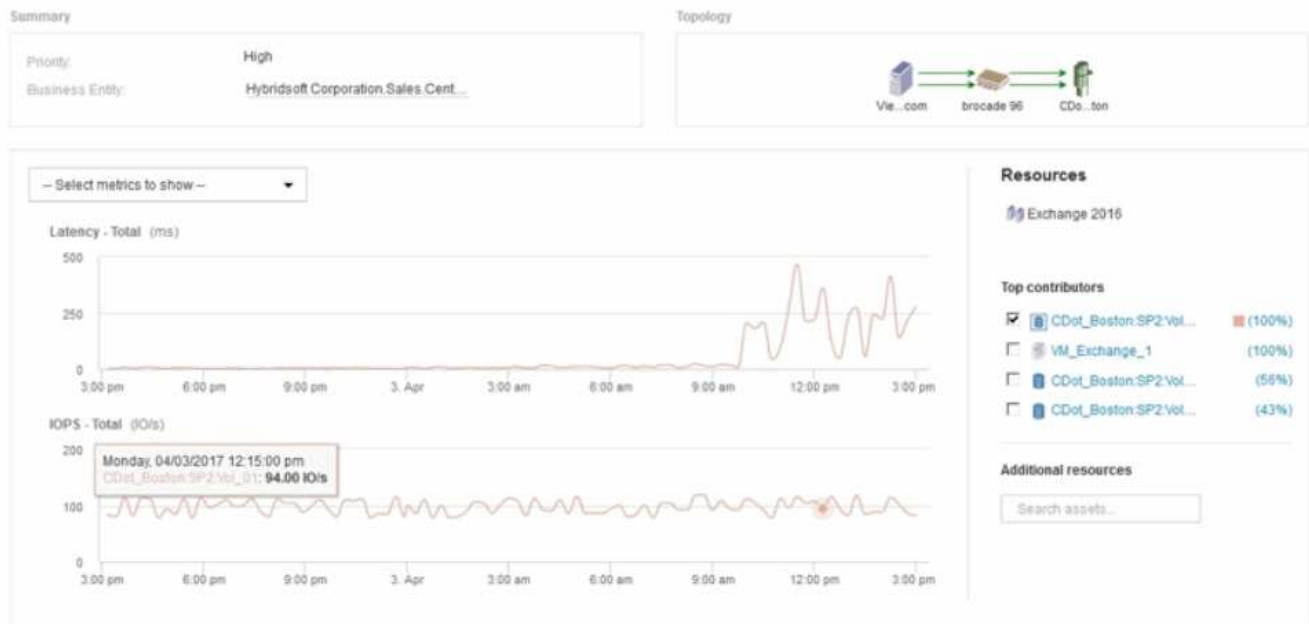 Summary
Priority: High
Business Entity: Hybridsoft Corporation.Sales.Cent...
Topology
Vie...com brocade 96 CDo...ton
-- Select metrics to show --
Latency - Total (ms)
500
250
0
3:00 pm 6:00 pm 9:00 pm 3. Apr 3:00 am 6:00 am 9:00 am 12:00 pm 3:00 pm
IOPS - Total (IO/s)
200
Monday, 04/03/2017 12:15:00 pm
CDot_Boston:SP2:Vol_01: 94.00 IO/s
100
0
3:00 pm 6:00 pm 9:00 pm 3. Apr 3:00 am 6:00 am 9:00 am 12:00 pm 3:00 pm
Resources
Exchange 2016
Top contributors
CDot_Boston:SP2:Vol... (100%)
VM_Exchange_1 (100%)
CDot_Boston:SP2:Vol... (56%)
CDot_Boston:SP2:Vol... (43%)
Additional resources
Search assets...